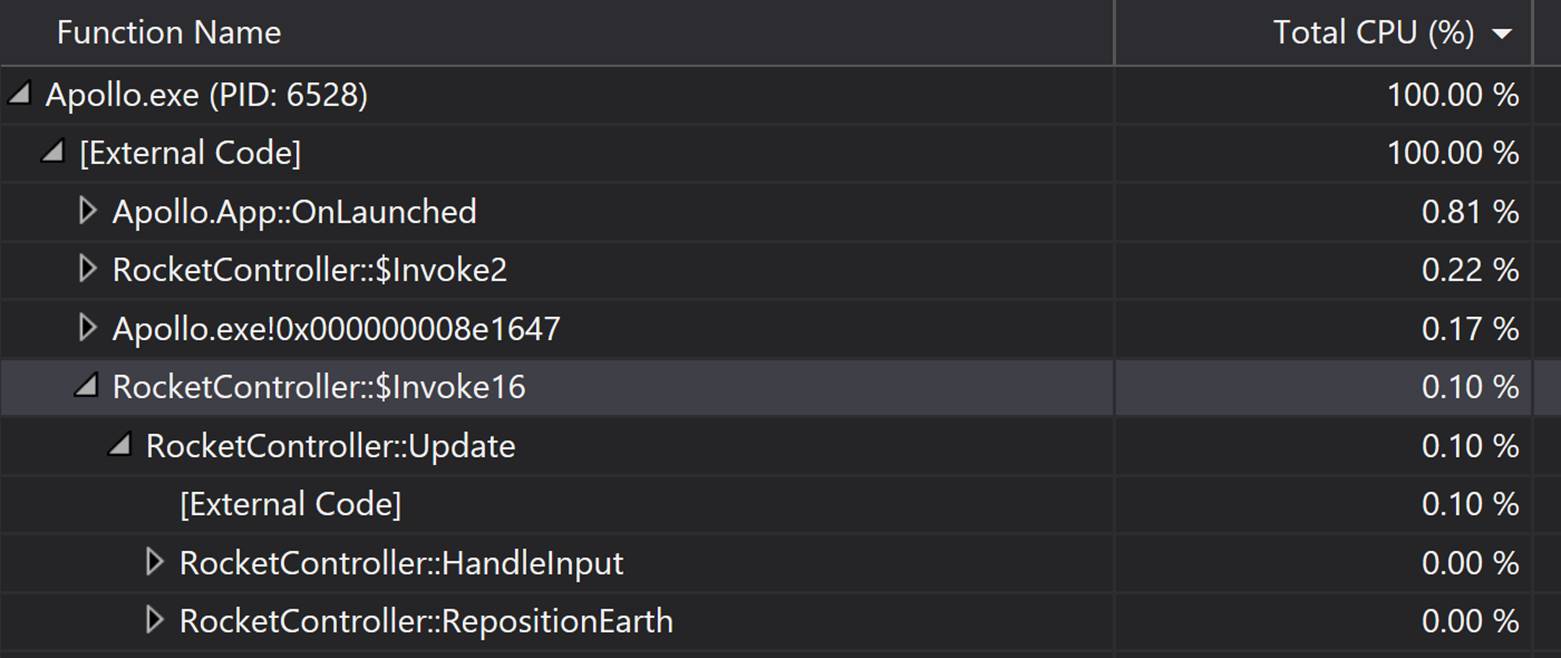 Function Name Total CPU (%)
Apollo.exe (PID: 6528) 100.00 %
[External Code] 100.00 %
Apollo.App::OnLaunched 0.81 %
RocketController::$Invoke2 0.22 %
Apollo.exe!0x000000008e1647 0.17 %
RocketController::$Invoke16 0.10 %
RocketController::Update 0.10 %
[External Code] 0.10 %
RocketController::HandleInput 0.00 %
RocketController::RepositionEarth 0.00 %